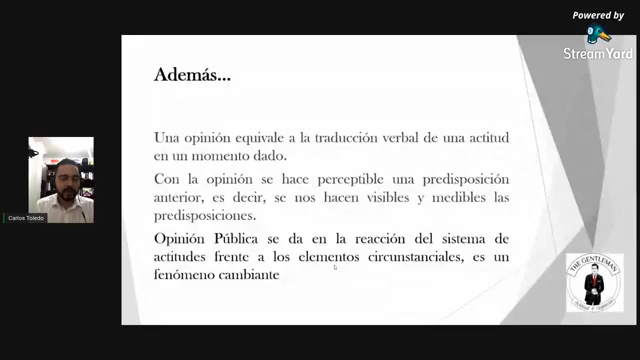 Powered by
StreamYard
Además...
Una opinión equivale a la traducción verbal de una actitud
en un momento dado.
Con la opinión se hace perceptible una predisposición
anterior, es decir, se nos hacen visibles y medibles las
predisposiciones.
Opinión Pública se da en la reacción del sistema de
actitudes frente a los elementos circunstanciales, es un
fenómeno cambiante
Carlos Toledo
THE GENTLEMAN